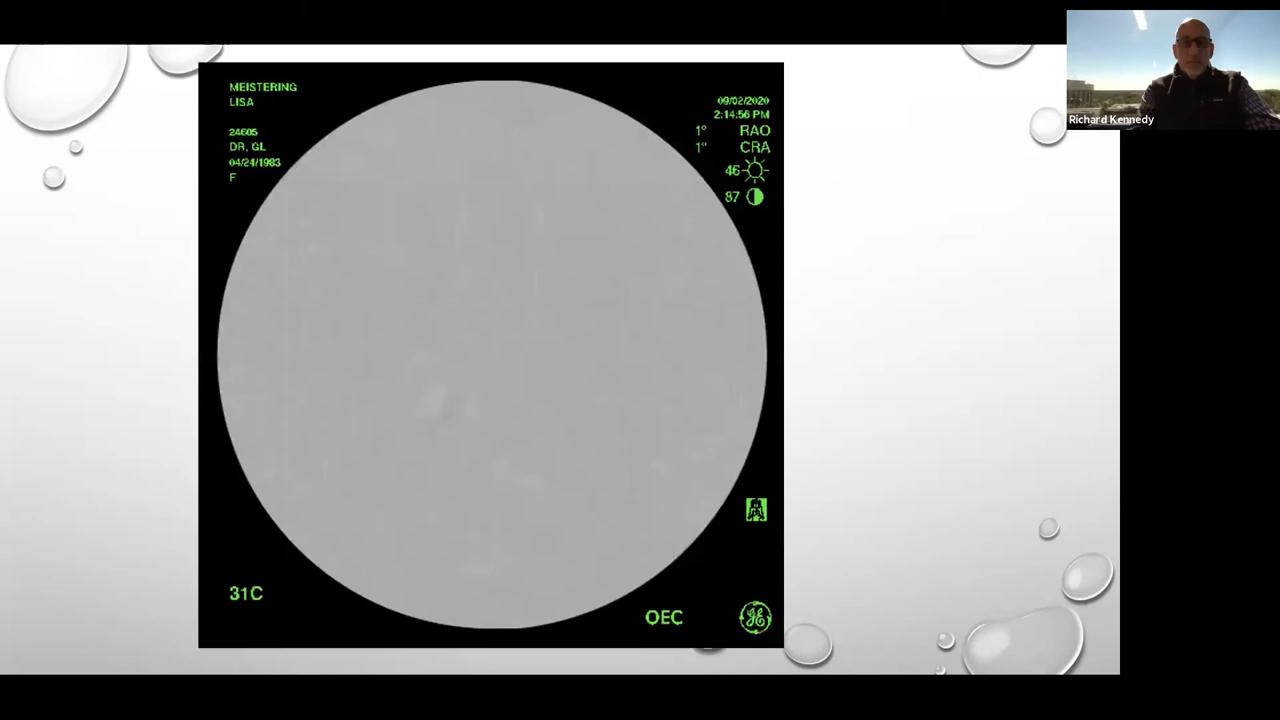 MEISTERING
LISA
24605
DR, GL
04/24/1983
F
09/02/2020
2:14:56 PM
1° RAO
1° CRA
46
87
31C
OEC
GE
Richard Kennedy